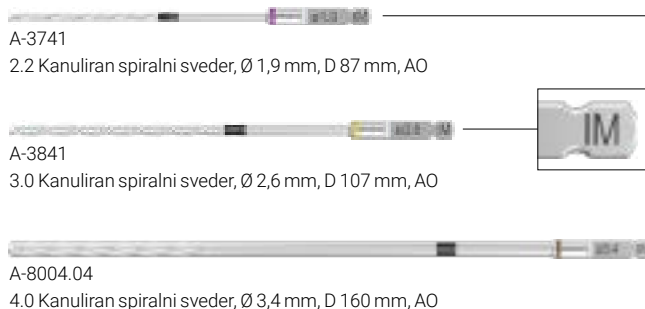 IM
A-3741
2.2 Kanuliran spiralni sveder, Ø 1,9 mm, D 87 mm, AO
IM
A-3841
3.0 Kanuliran spiralni sveder, Ø 2,6 mm, D 107 mm, AO
IM
A-8004.04
4.0 Kanuliran spiralni sveder, Ø 3,4 mm, D 160 mm, AO